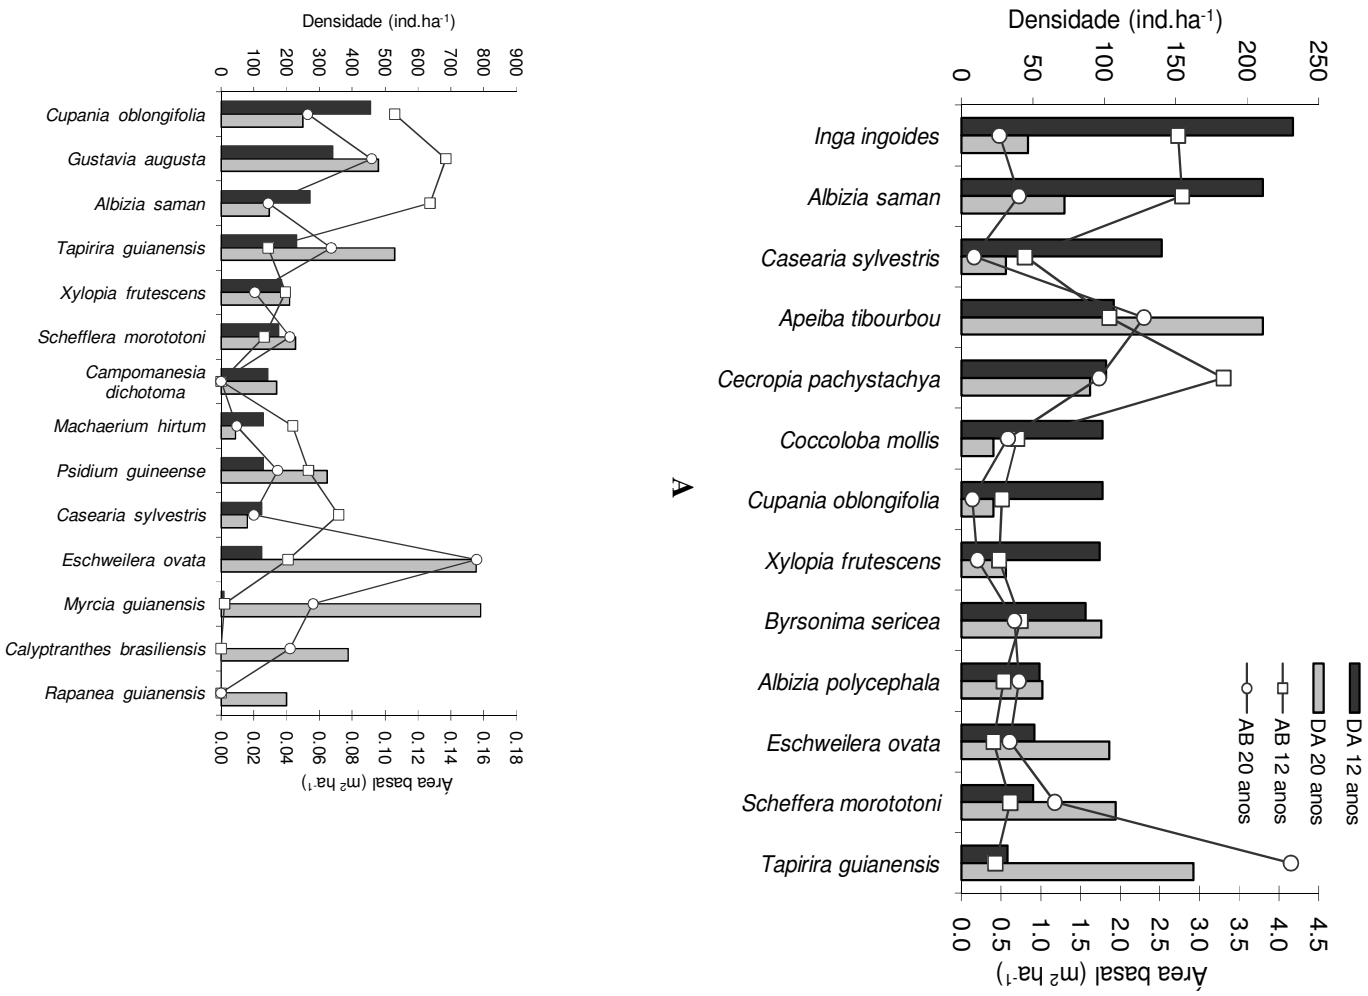 Densidade (ind.ha-1)
0 100 200 300 400 500 600 700 800 900
Cupania oblongifolia
Gustavia augusta
Albizia saman
Tapirira guianensis
Xylopia frutescens
Schefflera morototoni
Campomanesia
dichotoma
Machaerium hirtum
Psidium guineense
Casearia sylvestris
Eschweilera ovata
Myrcia guianensis
Calyptranthes brasiliensis
Rapanea guianensis
0.00 0.02 0.04 0.06 0.08 0.10 0.12 0.14 0.16 0.18
Área basal (m2 ha-1)
A
Densidade (ind.ha-1)
0 50 100 150 200 250
Inga ingoides
Albizia saman
Casearia sylvestris
Apeiba tibourbou
Cecropia pachystachya
Coccoloba mollis
Cupania oblongifolia
Xylopia frutescens
Byrsonima sericea
Albizia polycephala
Eschweilera ovata
Scheffera morototoni
Tapirira guianensis
0.0 0.5 1.0 1.5 2.0 2.5 3.0 3.5 4.0 4.5
Área basal (m2 ha-1)
DA 12 anos
DA 20 anos
AB 12 anos
AB 20 anos